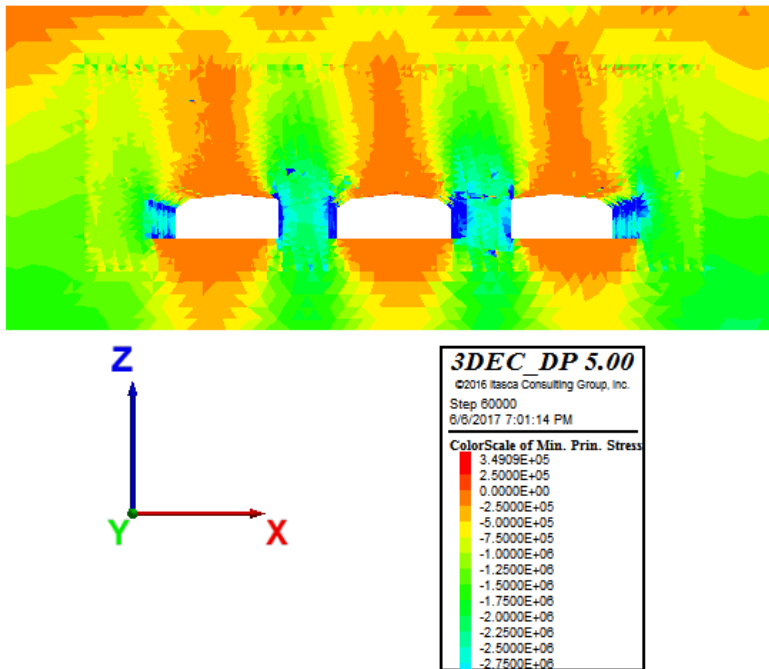 Z
Y
X
3DEC_DP 5.00
©2016 Itasca Consulting Group, Inc.
Step 60000
6/6/2017 7:01:14 PM
ColorScale of Min. Prin. Stress
3.4909E+05
2.5000E+05
0.0000E+00
-2.5000E+05
-5.0000E+05
-7.5000E+05
-1.0000E+06
-1.2500E+06
-1.5000E+06
-1.7500E+06
-2.0000E+06
-2.2500E+06
-2.5000E+06
-2.7500E+06